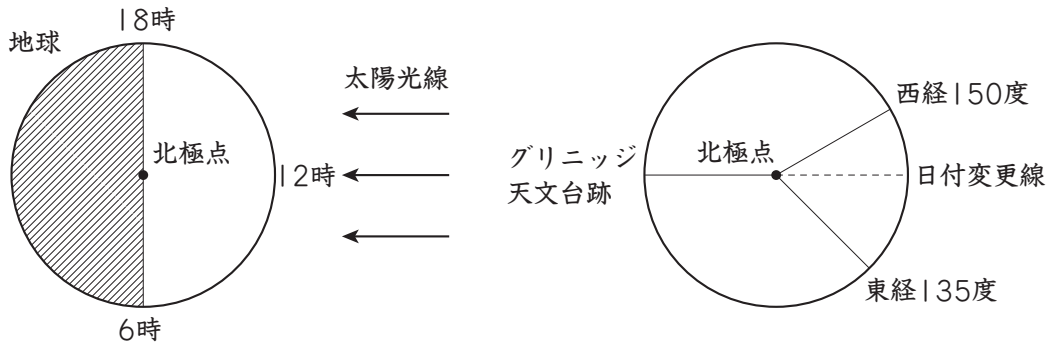 18時
地球
太陽光線
北極点
12時
6時
西経150度
グリニッジ
天文台跡
北極点
日付変更線
東経135度